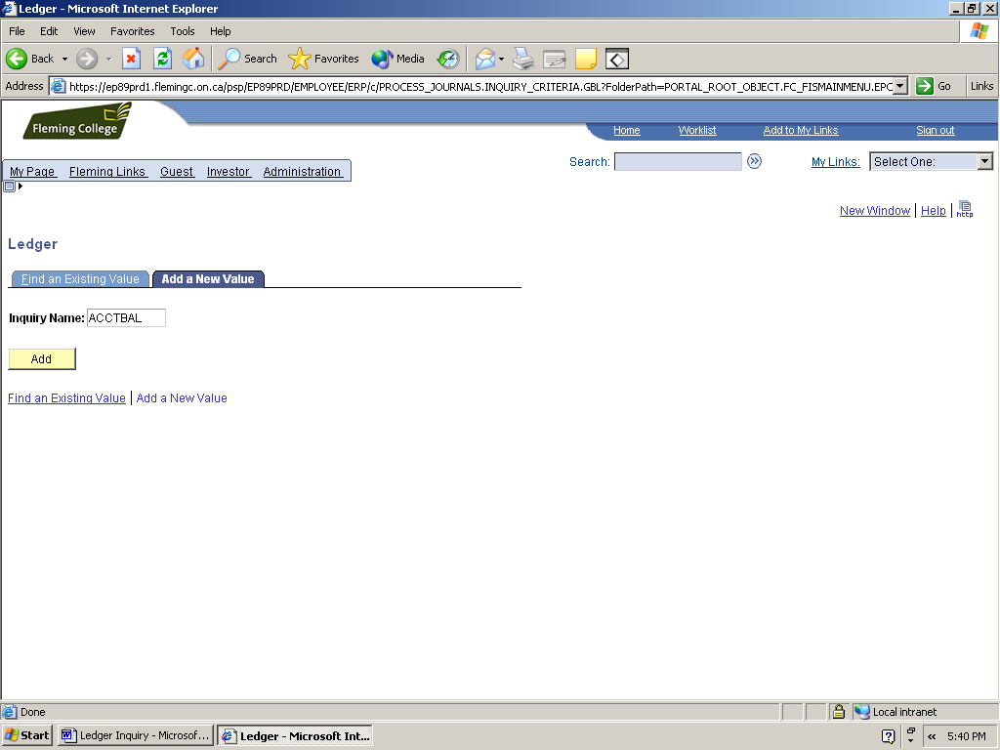 Ledger - Microsoft Internet Explorer
File Edit View Favorites Tools Help
Back Search Favorites Media
Address https://ep89prd1.flemingc.on.ca/psp/EP89PRD/EMPLOYEE/ERP/c/PROCESS_JOURNALS.INQUIRY_CRITERIA.GBL?FolderPath=PORTAL_ROOT_OBJECT.FC_FISMAINMENU.EPC Go Links
Fleming College
Home Worklist Add to My Links Sign out
Search: My Links: Select One:
My Page Fleming Links Guest Investor Administration
New Window | Help | http
Ledger
Find an Existing Value Add a New Value
Inquiry Name: ACCTBAL
Add
Find an Existing Value | Add a New Value
Done Local intranet
Start Ledger Inquiry - Microsof... Ledger - Microsoft Int... « 5:40 PM